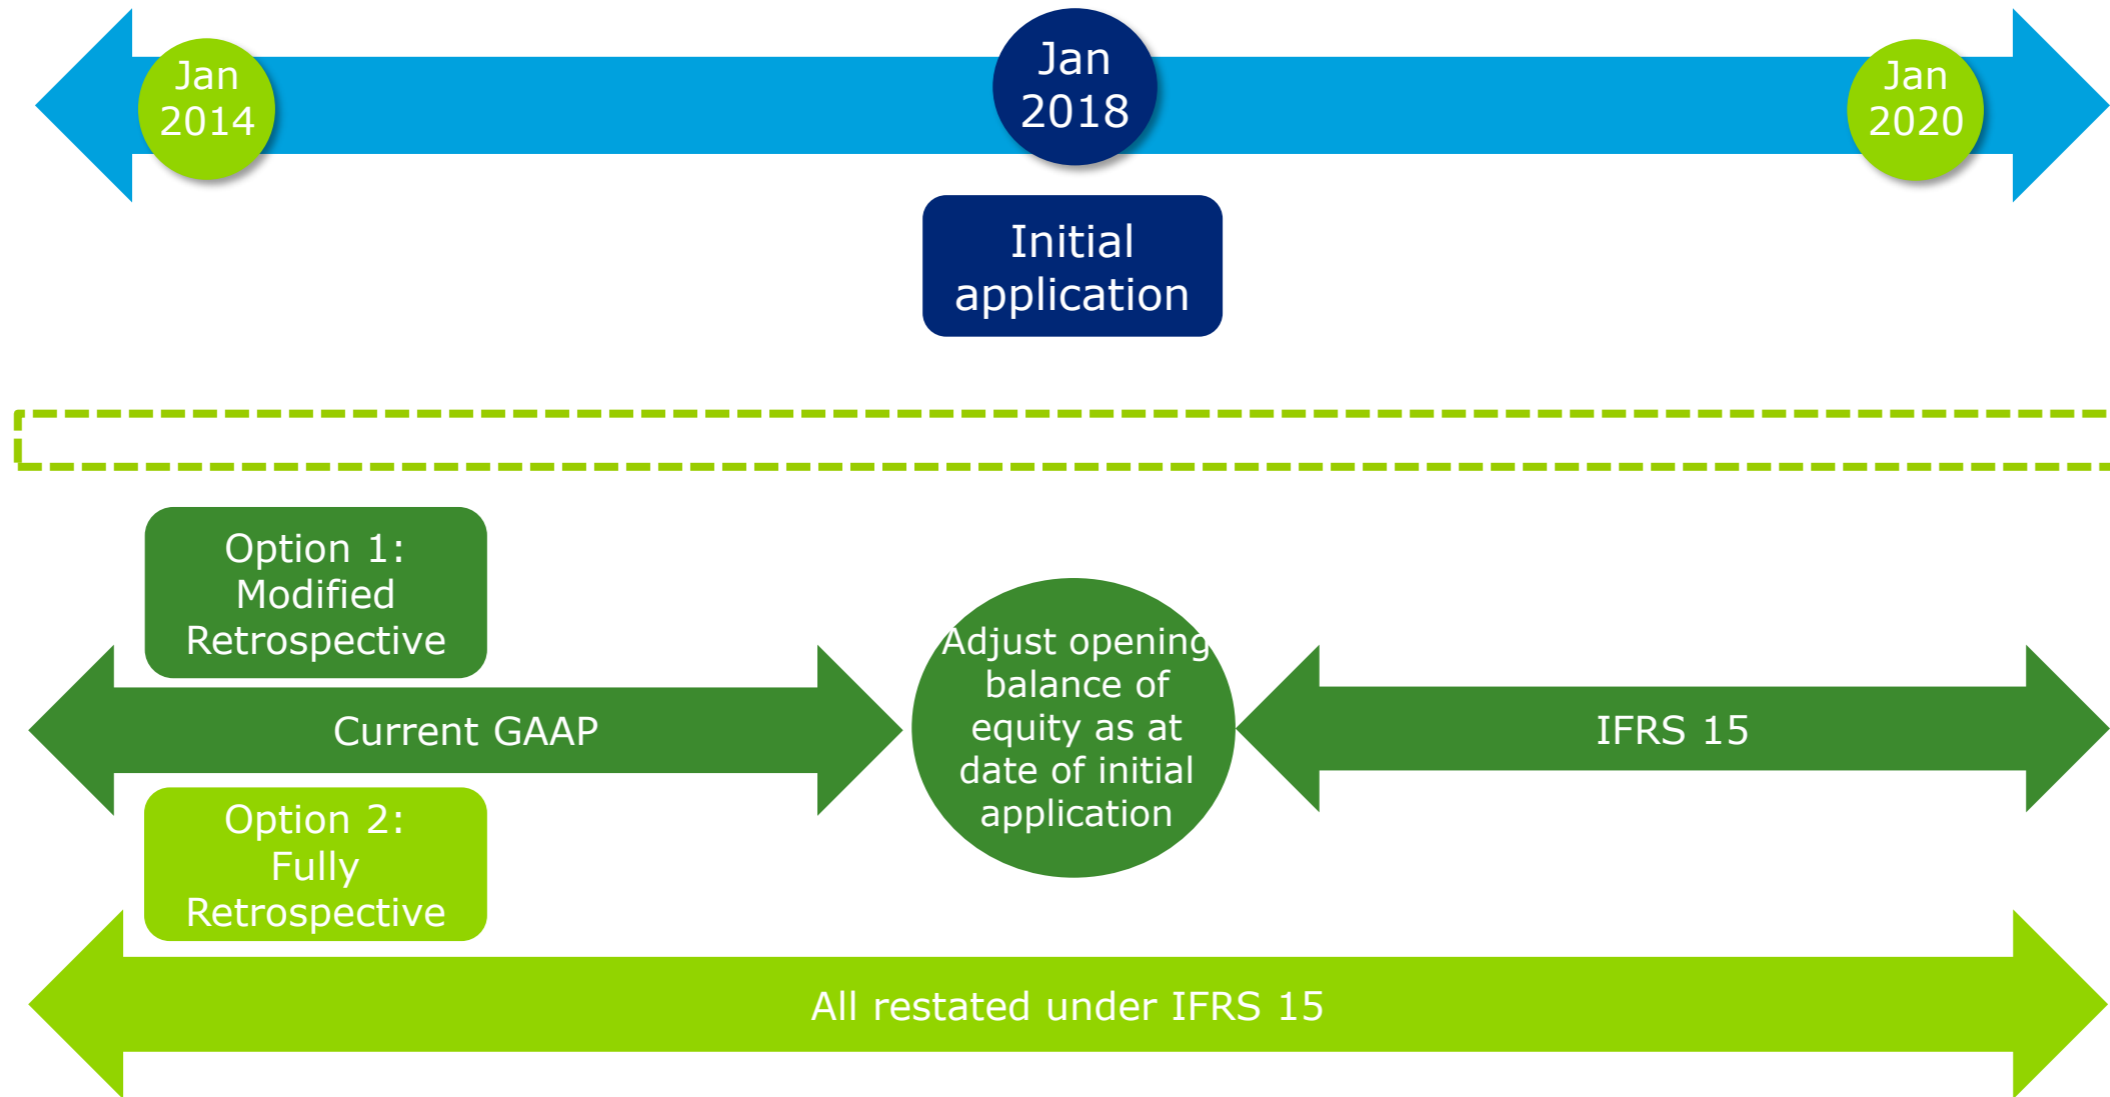 Jan
2014
Jan
2018
Jan
2020
Initial
application
Option 1:
Modified
Retrospective
Current GAAP
Adjust opening
balance of
equity as at
date of initial
application
IFRS 15
Option 2:
Fully
Retrospective
All restated under IFRS 15